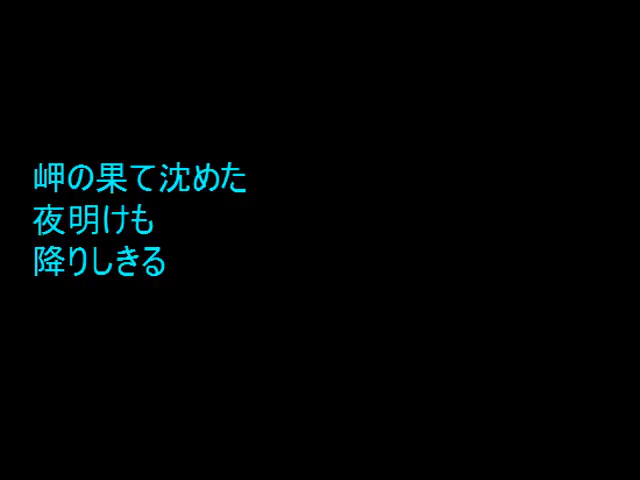 岬の果て沈めた
夜明けも
降りしきる